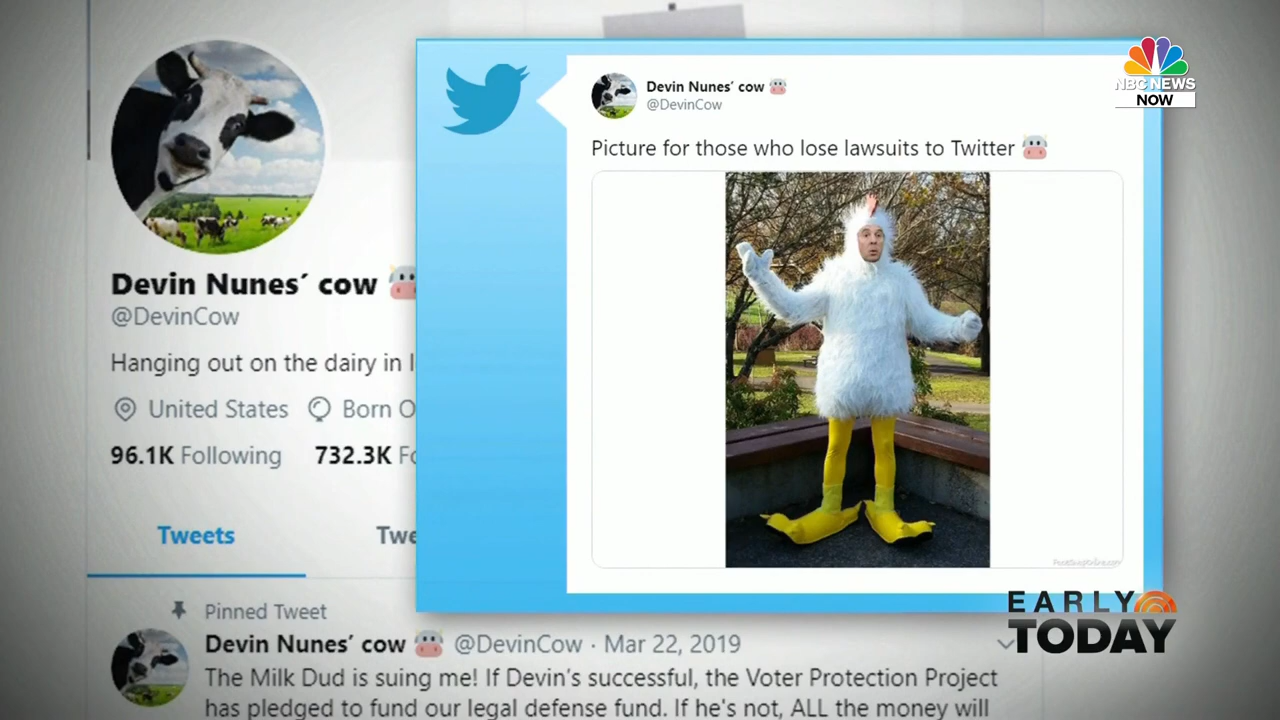 NBC NEWS
NOW
Devin Nunes´ cow
@DevinCow
Hanging out on the dairy in
United States
Born
96.1K Following
732.3K
Tweets
Pinned Tweet
Devin Nunes’ cow @DevinCow · Mar 22, 2019
The Milk Dud is suing me! If Devin’s successful, the Voter Protection Project
has pledged to fund our legal defense fund. If he's not, ALL the money will
Devin Nunes’ cow
@DevinCow
Picture for those who lose lawsuits to Twitter
EARLY
TODAY